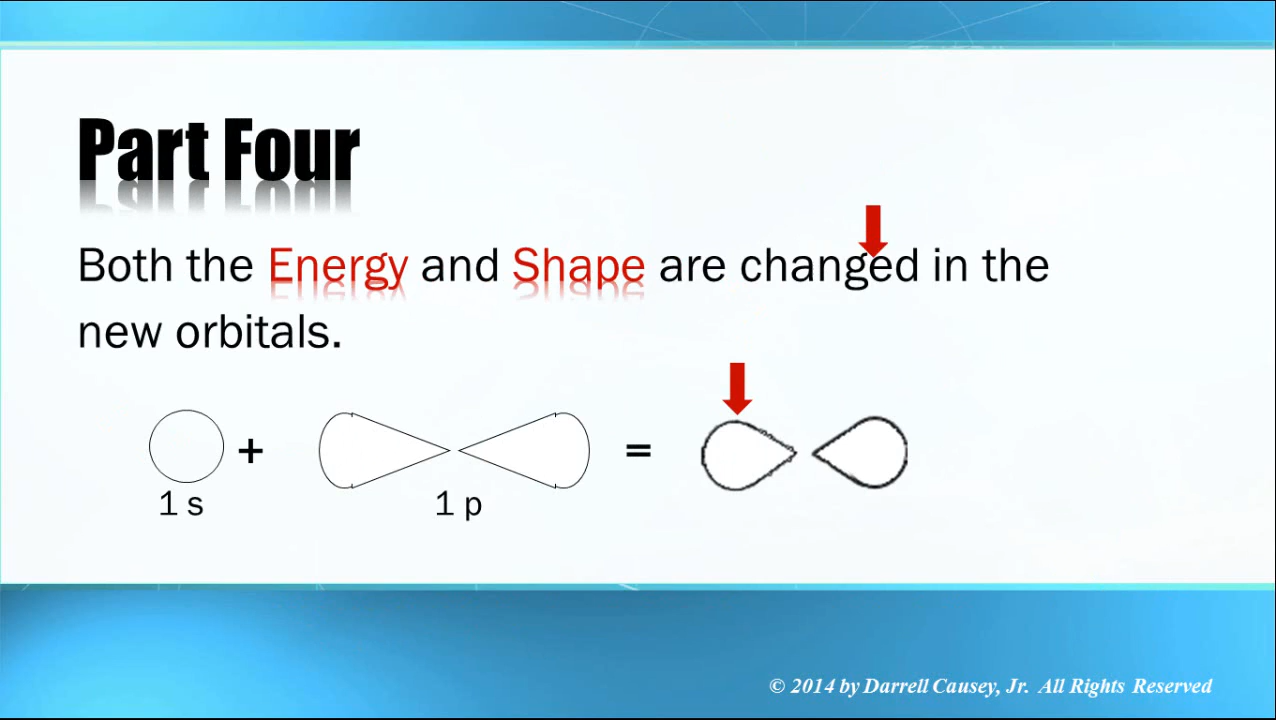 Part Four
Both the Energy and Shape are changed in the
new orbitals.
+ =
1 s 1 p
© 2014 by Darrell Causey, Jr. All Rights Reserved